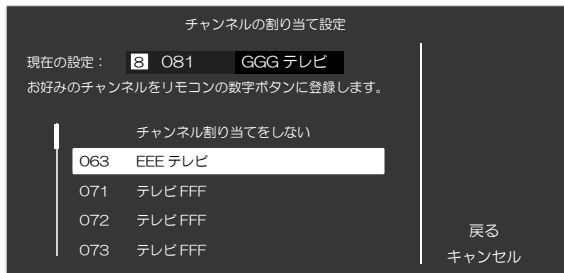 チャンネルの割り当て設定
現在の設定： 8 081 GGG テレビ
お好みのチャンネルをリモコンの数字ボタンに登録します。
チャンネル割り当てをしない
063 EEE テレビ
071 テレビ FFF
072 テレビ FFF
073 テレビ FFF
戻る
キャンセル